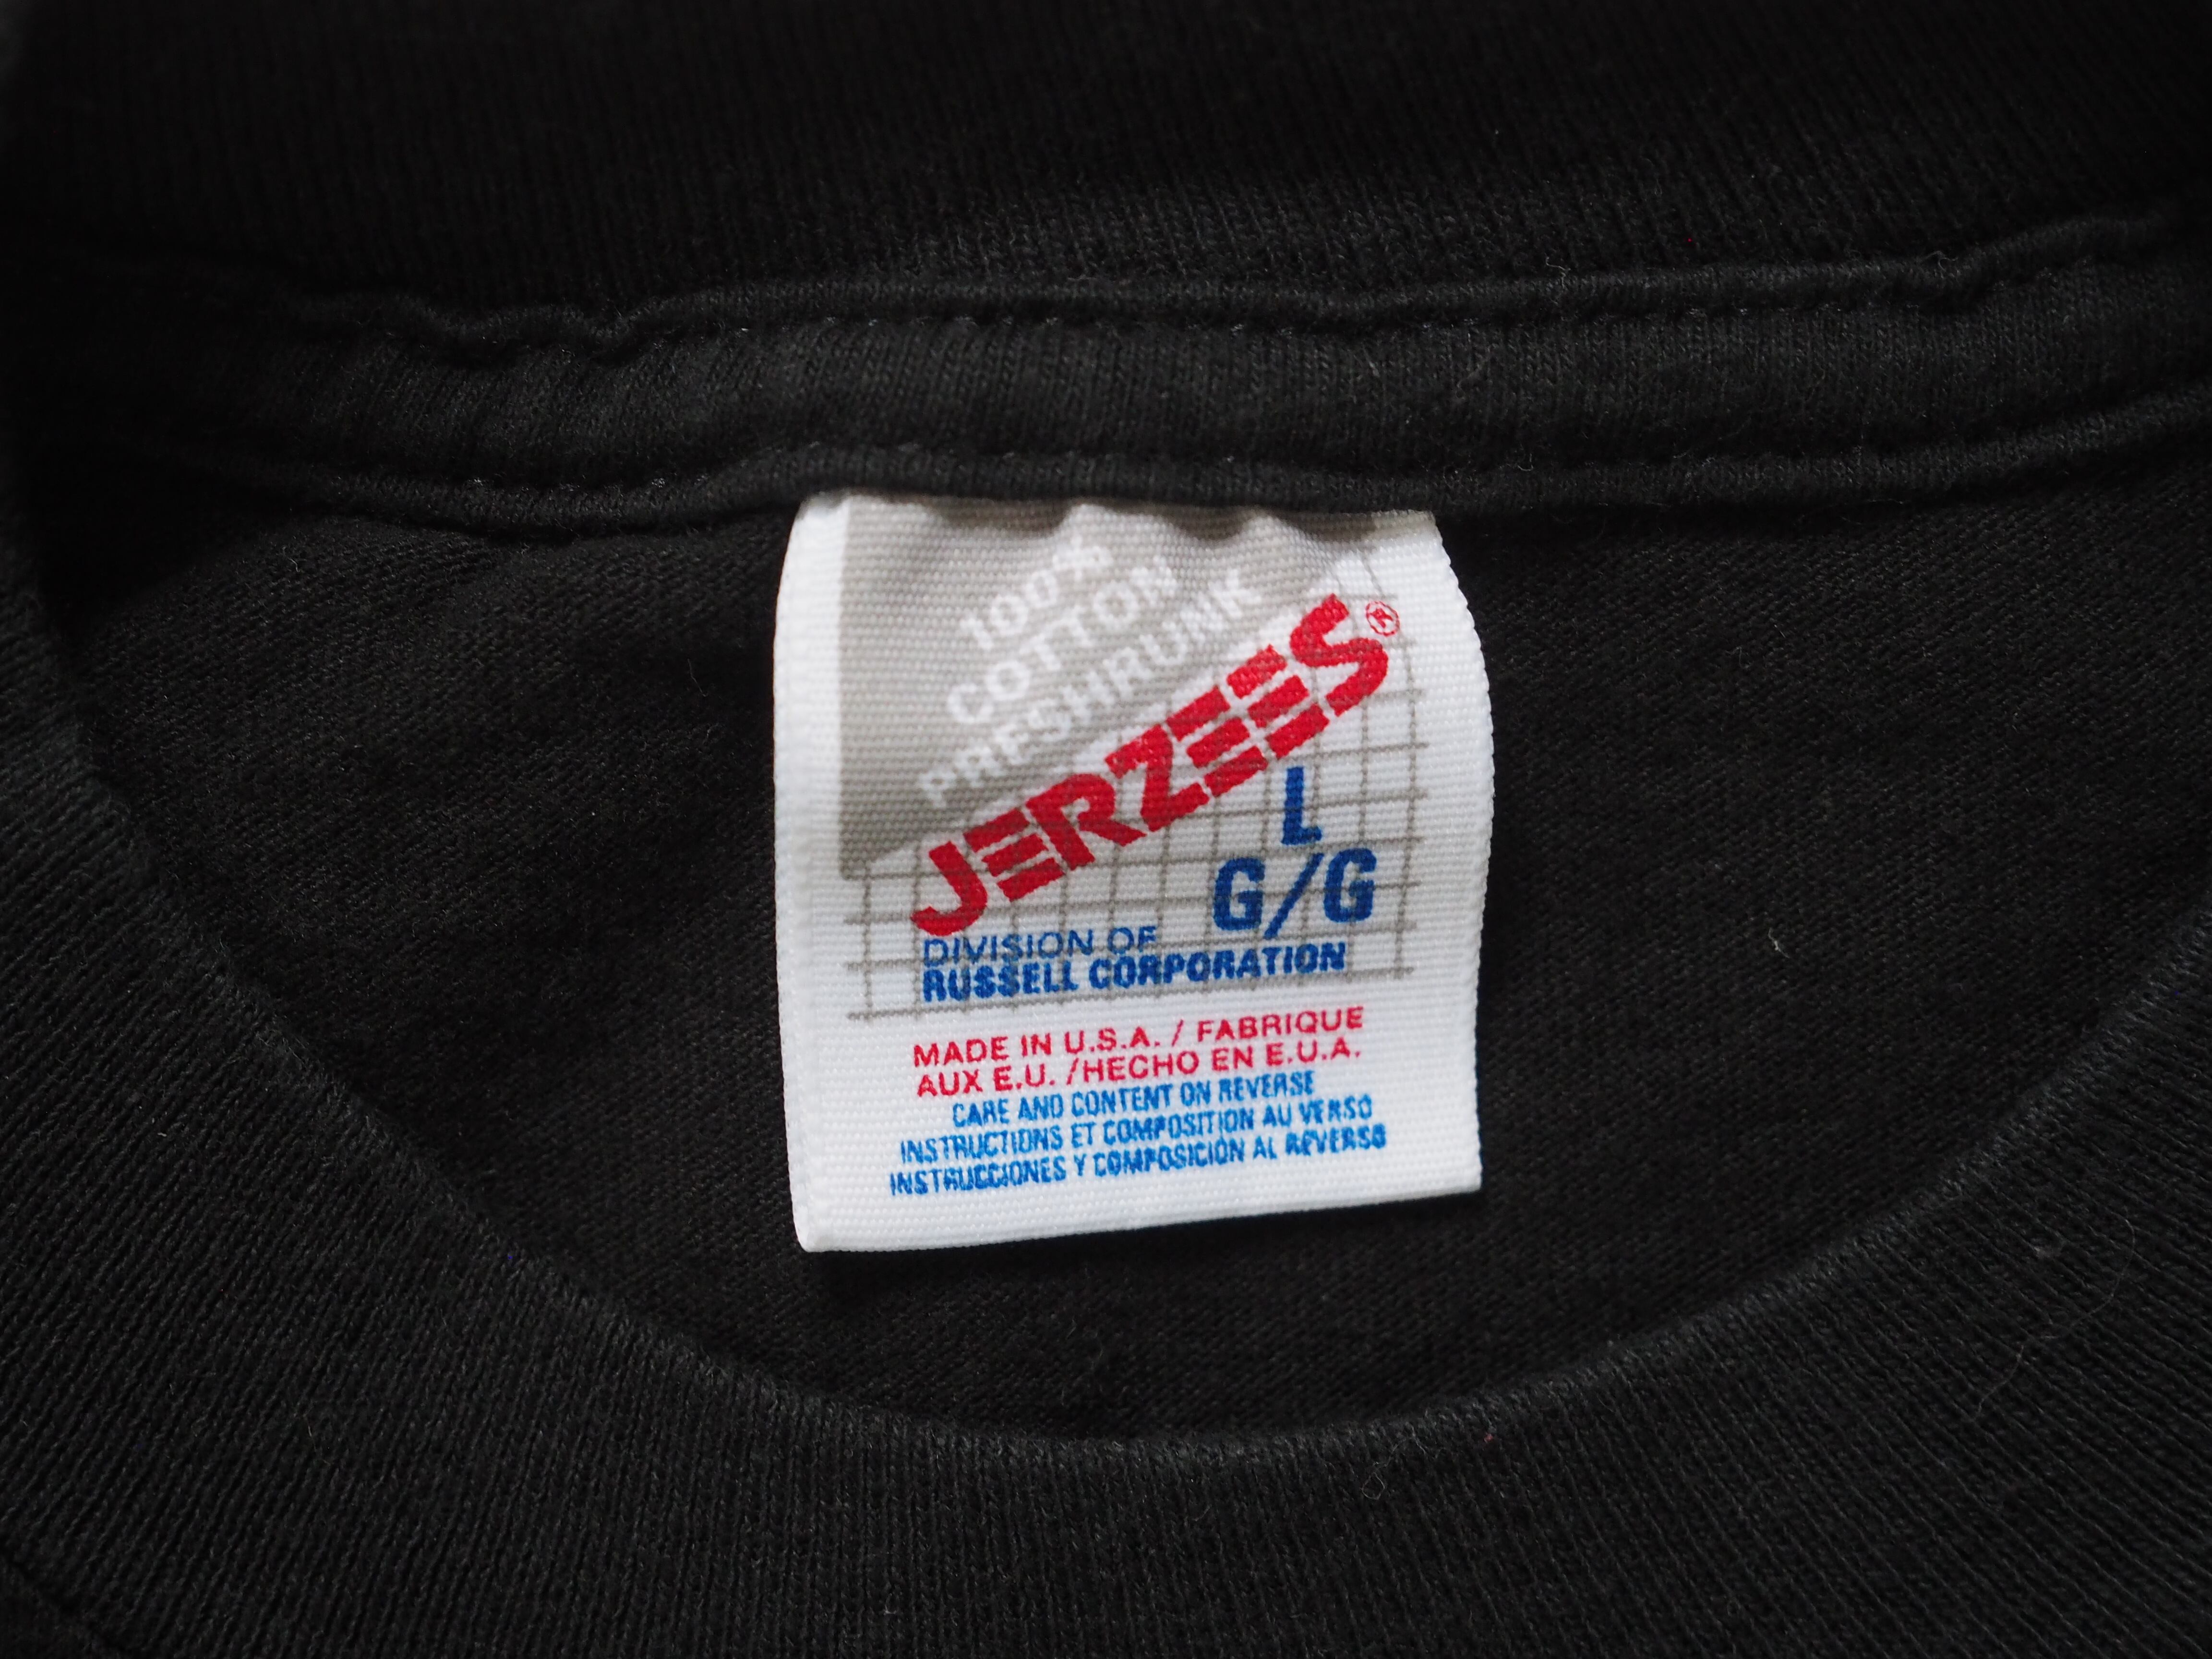 100%
COTTON
PRESHRUNK
JERZEES®
L
G/G
DIVISION OF
RUSSELL CORPORATION
MADE IN U.S.A. / FABRIQUE
AUX E.U. /HECHO EN E.U.A.
CARE AND CONTENT ON REVERSE
INSTRUCTIONS ET COMPOSITION AU VERSO
INSTRUCCIONES Y COMPOSICIÓN AL REVERSO